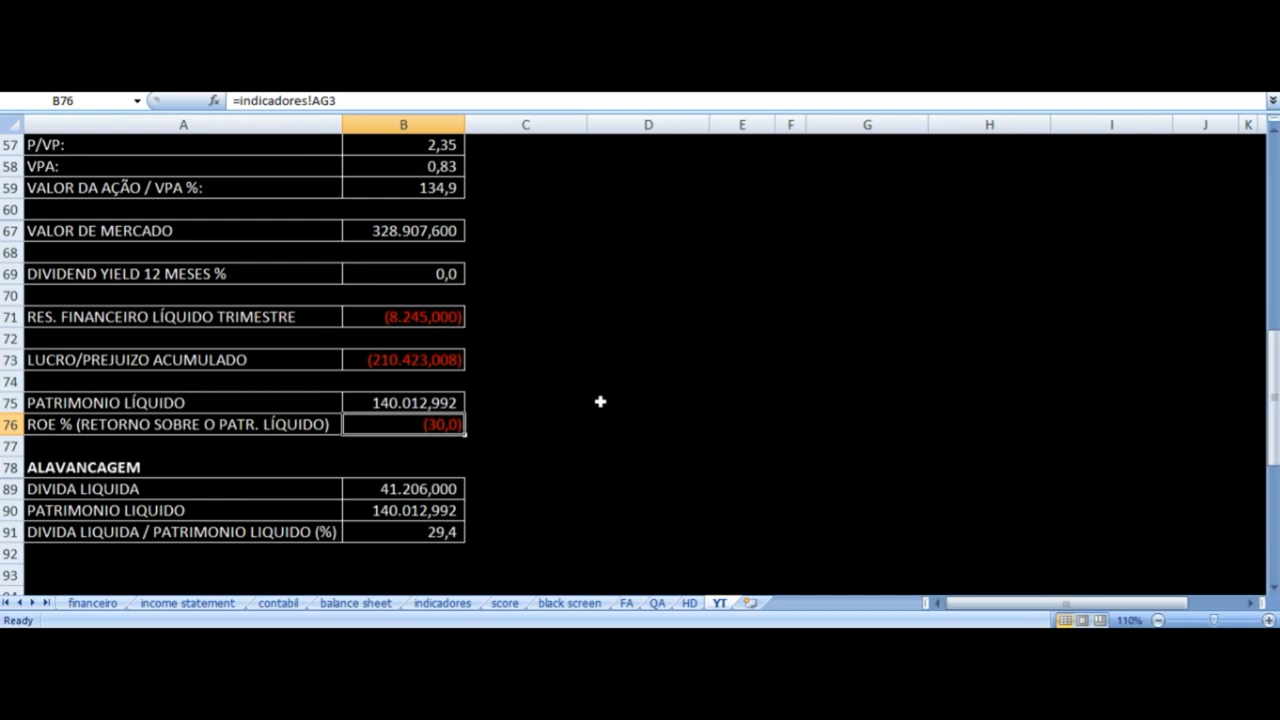 B76 fx =indicadores!AG3
A B C D E F G H I J K
57 P/VP: 2,35
58 VPA: 0,83
59 VALOR DA AÇÃO / VPA %: 134,9
60
67 VALOR DE MERCADO 328.907,600
68
69 DIVIDEND YIELD 12 MESES % 0,0
70
71 RES. FINANCEIRO LÍQUIDO TRIMESTRE (8.245,000)
72
73 LUCRO/PREJUIZO ACUMULADO (210.423,008)
74
75 PATRIMONIO LÍQUIDO 140.012,992
76 ROE % (RETORNO SOBRE O PATR. LÍQUIDO) (30,0)
77
78 ALAVANCAGEM
89 DIVIDA LIQUIDA 41.206,000
90 PATRIMONIO LIQUIDO 140.012,992
91 DIVIDA LIQUIDA / PATRIMONIO LIQUIDO (%) 29,4
92
93
financeiro income statement contabil balance sheet indicadores score black screen FA QA HD YT
Ready 110%